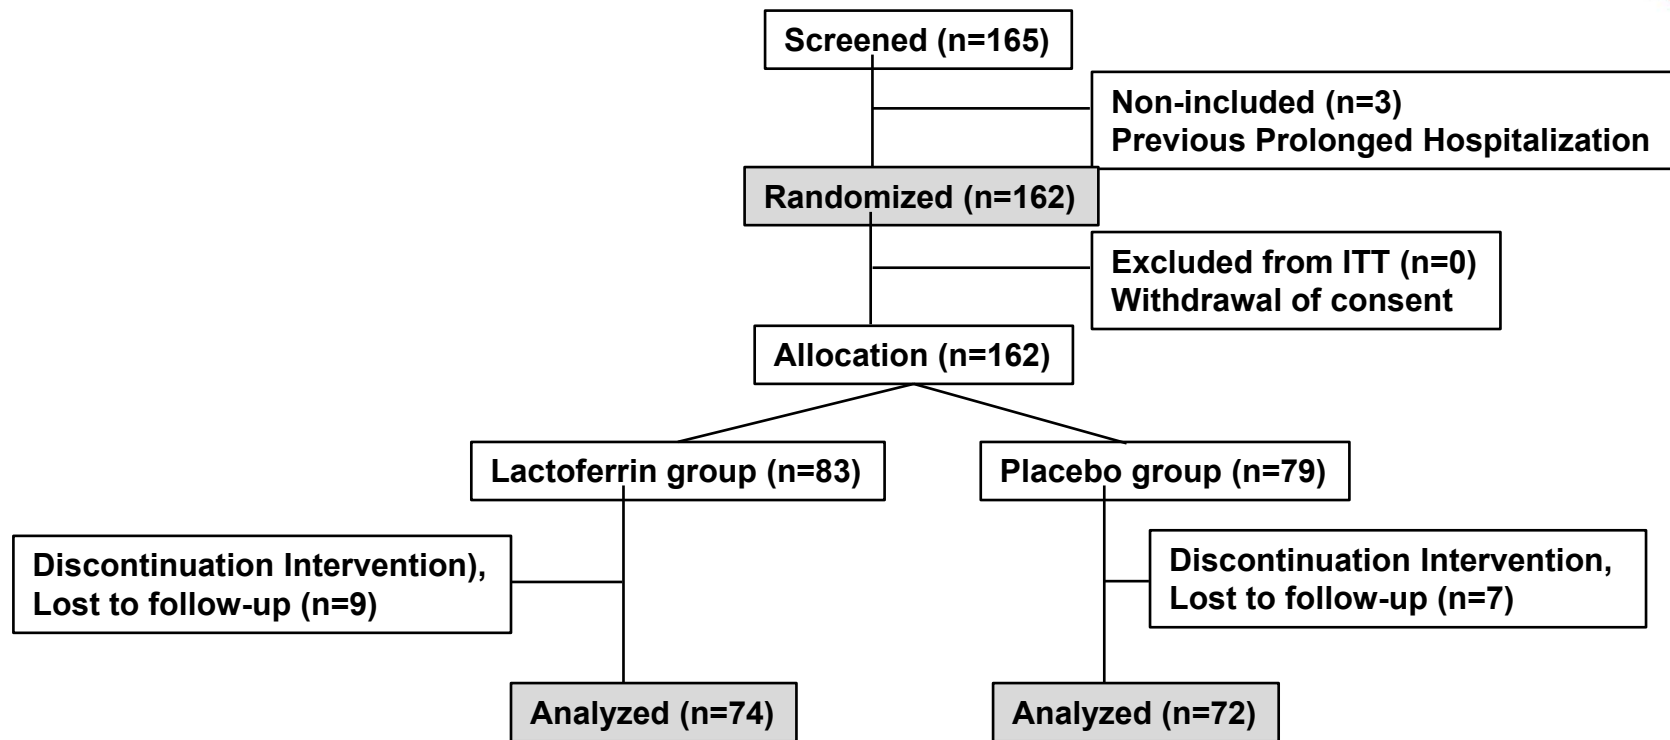 Screened (n=165)
Non-included (n=3)
Previous Prolonged Hospitalization
Randomized (n=162)
Excluded from ITT (n=0)
Withdrawal of consent
Allocation (n=162)
Lactoferrin group (n=83)
Placebo group (n=79)
Discontinuation Intervention),
Lost to follow-up (n=9)
Discontinuation Intervention,
Lost to follow-up (n=7)
Analyzed (n=74)
Analyzed (n=72)